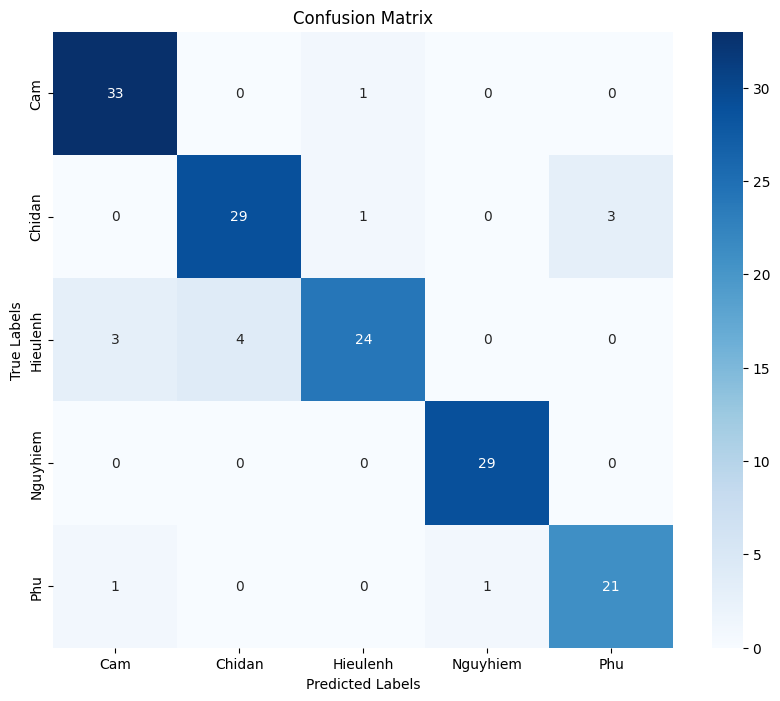 Confusion Matrix
True Labels
Cam 33 0 1 0 0
Chidan 0 29 1 0 3
Hieulenh 3 4 24 0 0
Nguyhiem 0 0 0 29 0
Phu 1 0 0 1 21
Cam Chidan Hieulenh Nguyhiem Phu
Predicted Labels
30
25
20
15
10
5
0